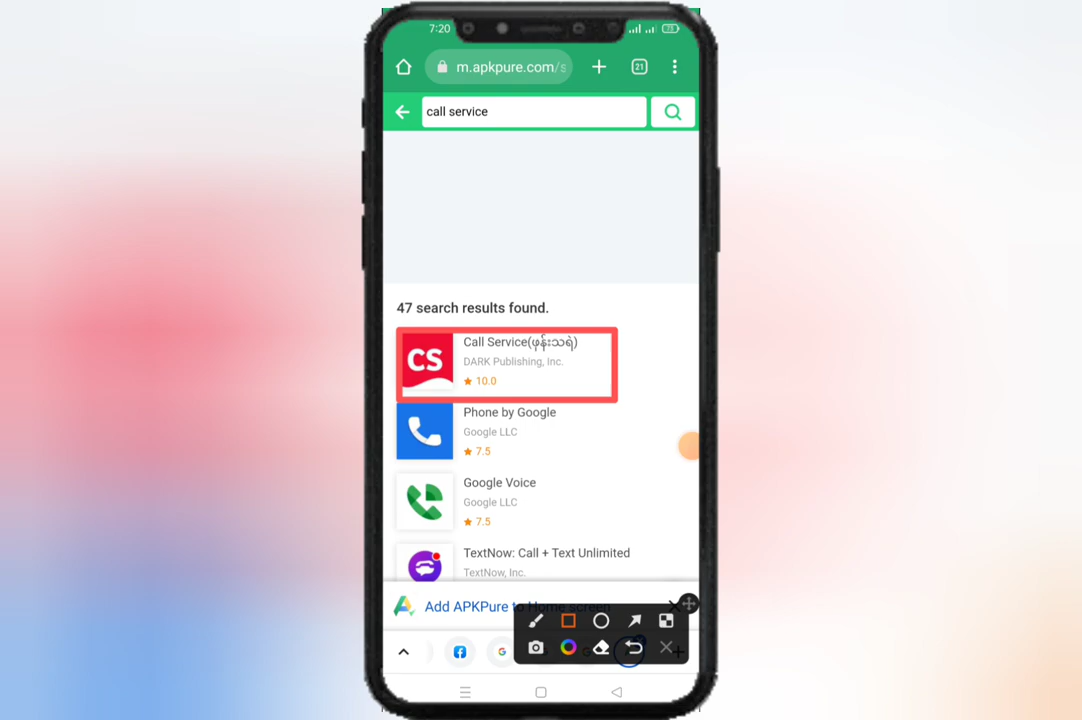 7:20
m.apkpure.com/s
21
call service
47 search results found.
CS
Call Service(ဖုန်းသရဲ)
DARK Publishing, Inc.
10.0
Phone by Google
Google LLC
7.5
Google Voice
Google LLC
7.5
TextNow: Call + Text Unlimited
TextNow, Inc.
Add APKPure to Home screen